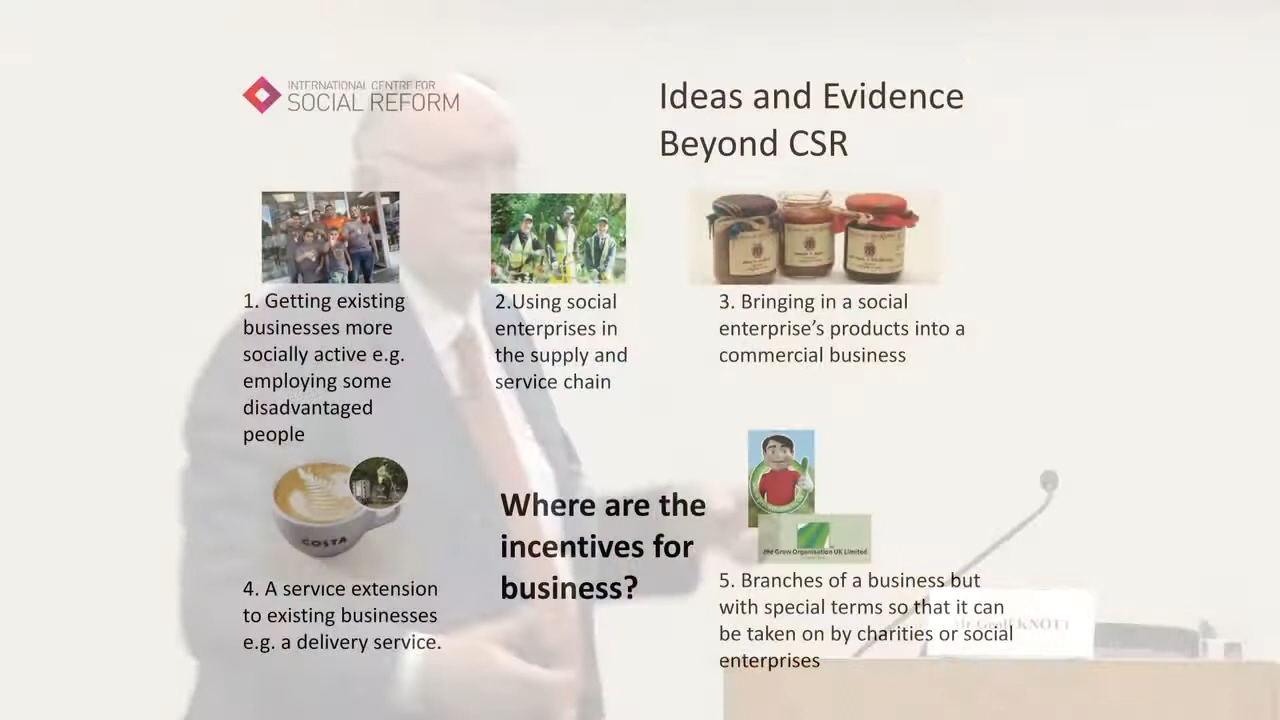 INTERNATIONAL CENTRE FOR
SOCIAL REFORM
Ideas and Evidence
Beyond CSR
1. Getting existing
businesses more
socially active e.g.
employing some
disadvantaged
people
2.Using social
enterprises in
the supply and
service chain
3. Bringing in a social
enterprise’s products into a
commercial business
COSTA
4. A service extension
to existing businesses
e.g. a delivery service.
Where are the
incentives for
business?
the Grow Organisation UK Limited
5. Branches of a business but
with special terms so that it can
be taken on by charities or social
enterprises
Mr Geoff KNOTT